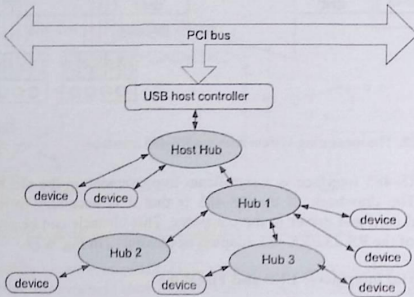 PCI bus
USB host controller
Host Hub
device
device
Hub 1
device
Hub 2
device
Hub 3
device
device
device